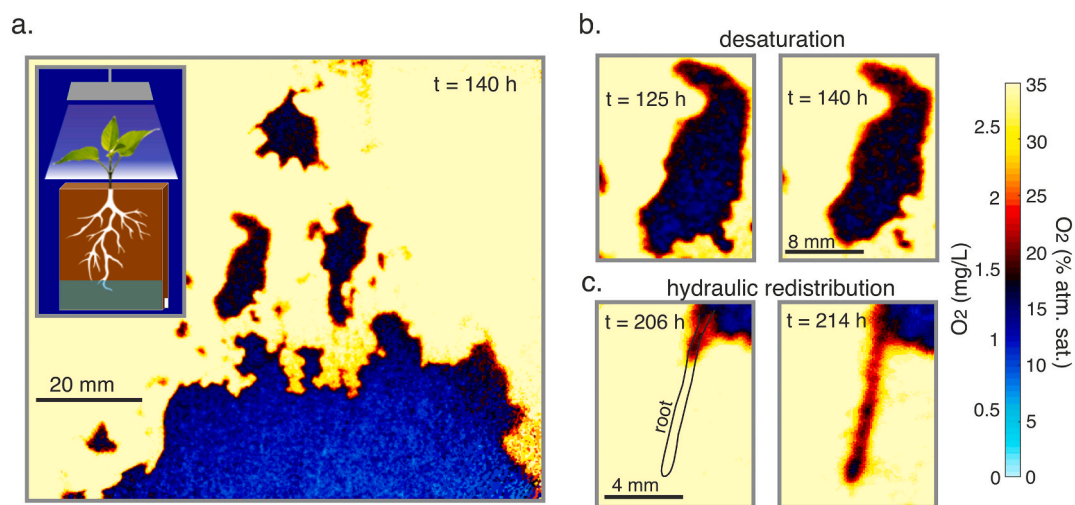 a.
t = 140 h
20 mm
b.
desaturation
t = 125 h
t = 140 h
8 mm
c.
hydraulic redistribution
t = 206 h
t = 214 h
root
4 mm
2.5
2
1.5
1
0.5
0
O2 (mg/L)
35
30
25
20
15
10
5
0
O2 (% atm. sat.)